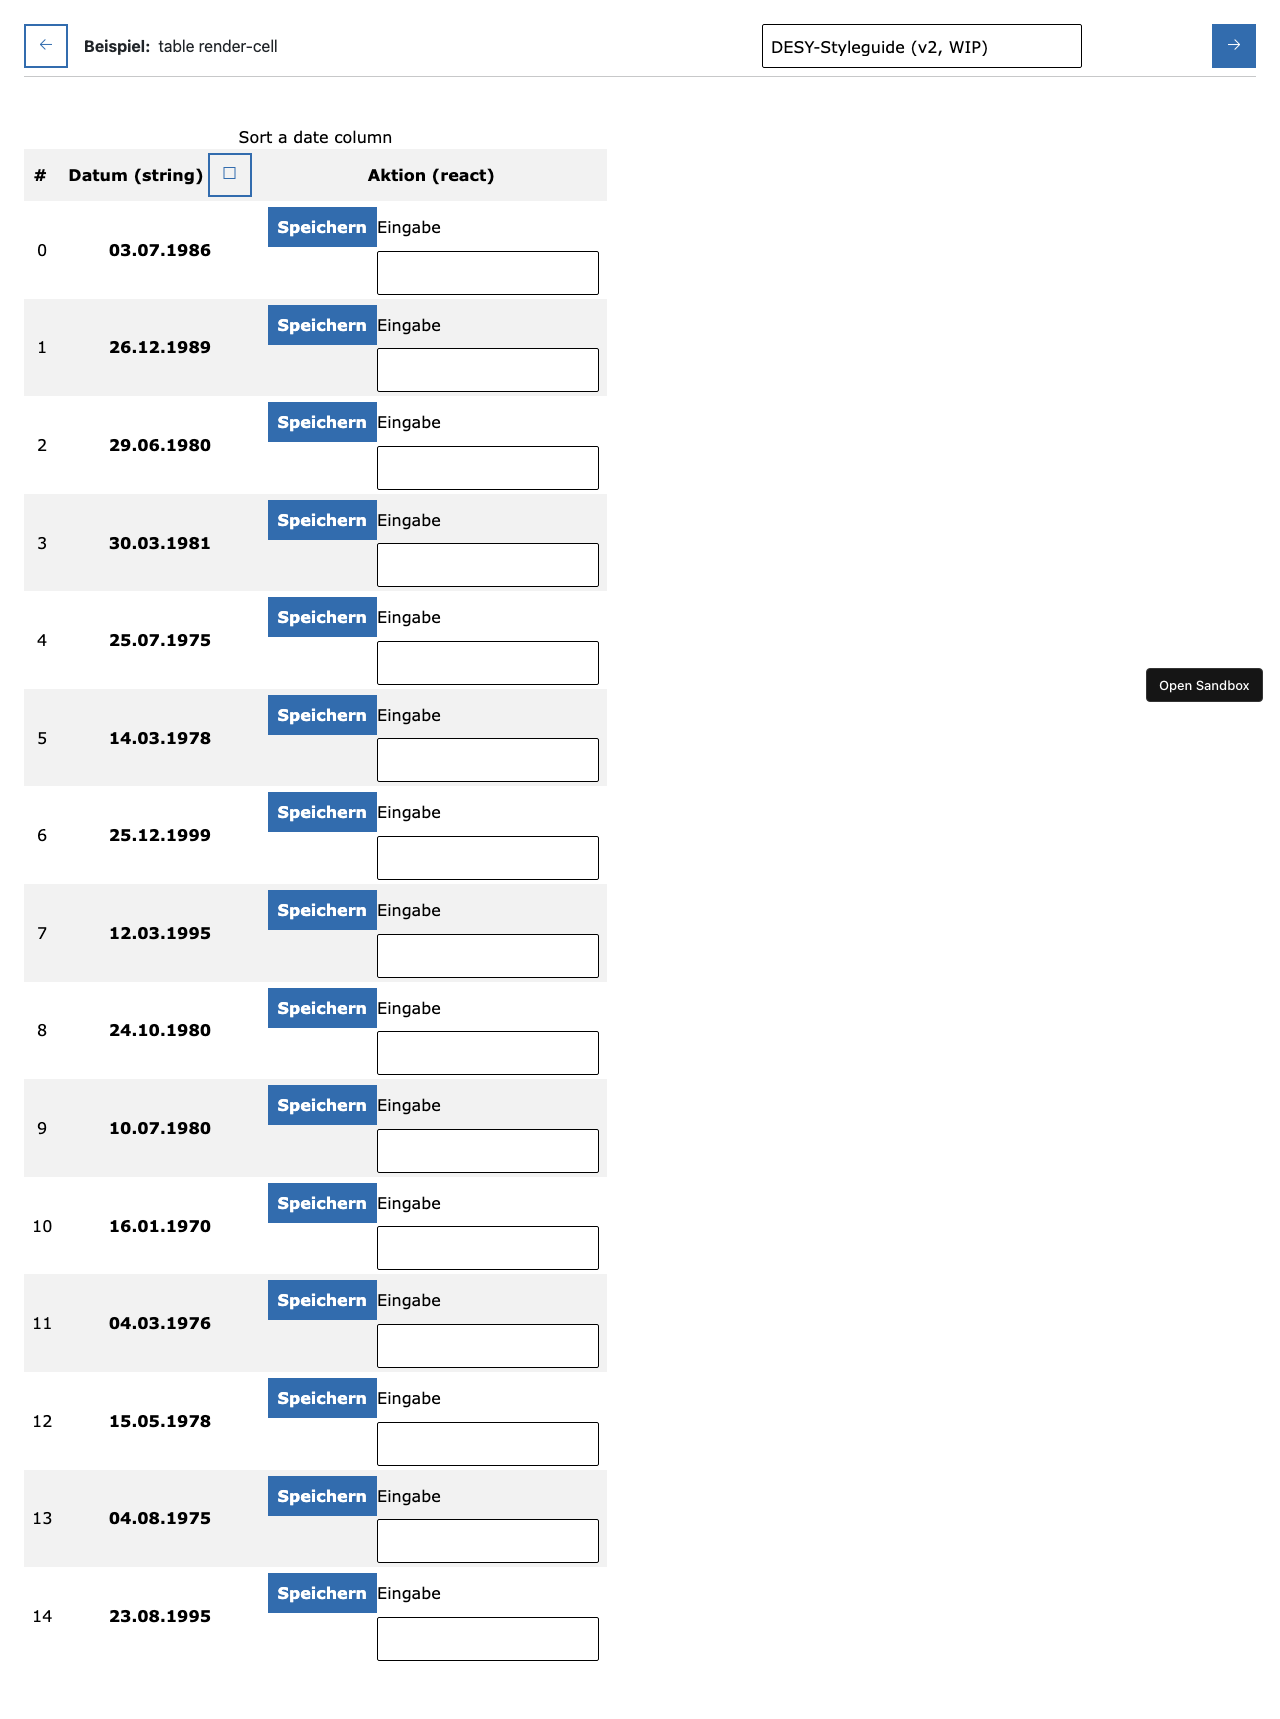 Beispiel: table render-cell
DESY-Styleguide (v2, WIP)
Sort a date column
# Datum (string) Aktion (react)
0 03.07.1986 Speichern Eingabe
1 26.12.1989 Speichern Eingabe
2 29.06.1980 Speichern Eingabe
3 30.03.1981 Speichern Eingabe
4 25.07.1975 Speichern Eingabe
Open Sandbox
5 14.03.1978 Speichern Eingabe
6 25.12.1999 Speichern Eingabe
7 12.03.1995 Speichern Eingabe
8 24.10.1980 Speichern Eingabe
9 10.07.1980 Speichern Eingabe
10 16.01.1970 Speichern Eingabe
11 04.03.1976 Speichern Eingabe
12 15.05.1978 Speichern Eingabe
13 04.08.1975 Speichern Eingabe
14 23.08.1995 Speichern Eingabe